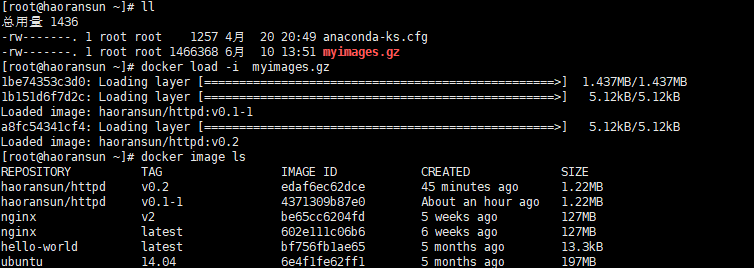 [root@haoransun ~]# ll
总用量 1436
-rw-------. 1 root root    1257 4月  20 20:49 anaconda-ks.cfg
-rw-------. 1 root root 1466368 6月  10 13:51 myimages.gz
[root@haoransun ~]# docker load -i  myimages.gz
1be74353c3d0: Loading layer [==================================================>]  1.437MB/1.437MB
1b151d6f7d2c: Loading layer [==================================================>]   5.12kB/5.12kB
Loaded image: haoransun/httpd:v0.1-1
a8fc54341cf4: Loading layer [==================================================>]   5.12kB/5.12kB
Loaded image: haoransun/httpd:v0.2
[root@haoransun ~]# docker image ls
REPOSITORY          TAG                 IMAGE ID            CREATED             SIZE
haoransun/httpd     v0.2                edaf6ec62dce        45 minutes ago      1.22MB
haoransun/httpd     v0.1-1              4371309b87e0        About an hour ago   1.22MB
nginx               v2                  be65cc6204fd        5 weeks ago         127MB
nginx               latest              602e111c06b6        6 weeks ago         127MB
hello-world         latest              bf756fb1ae65        5 months ago        13.3kB
ubuntu              14.04               6e4f1fe62ff1        5 months ago        197MB